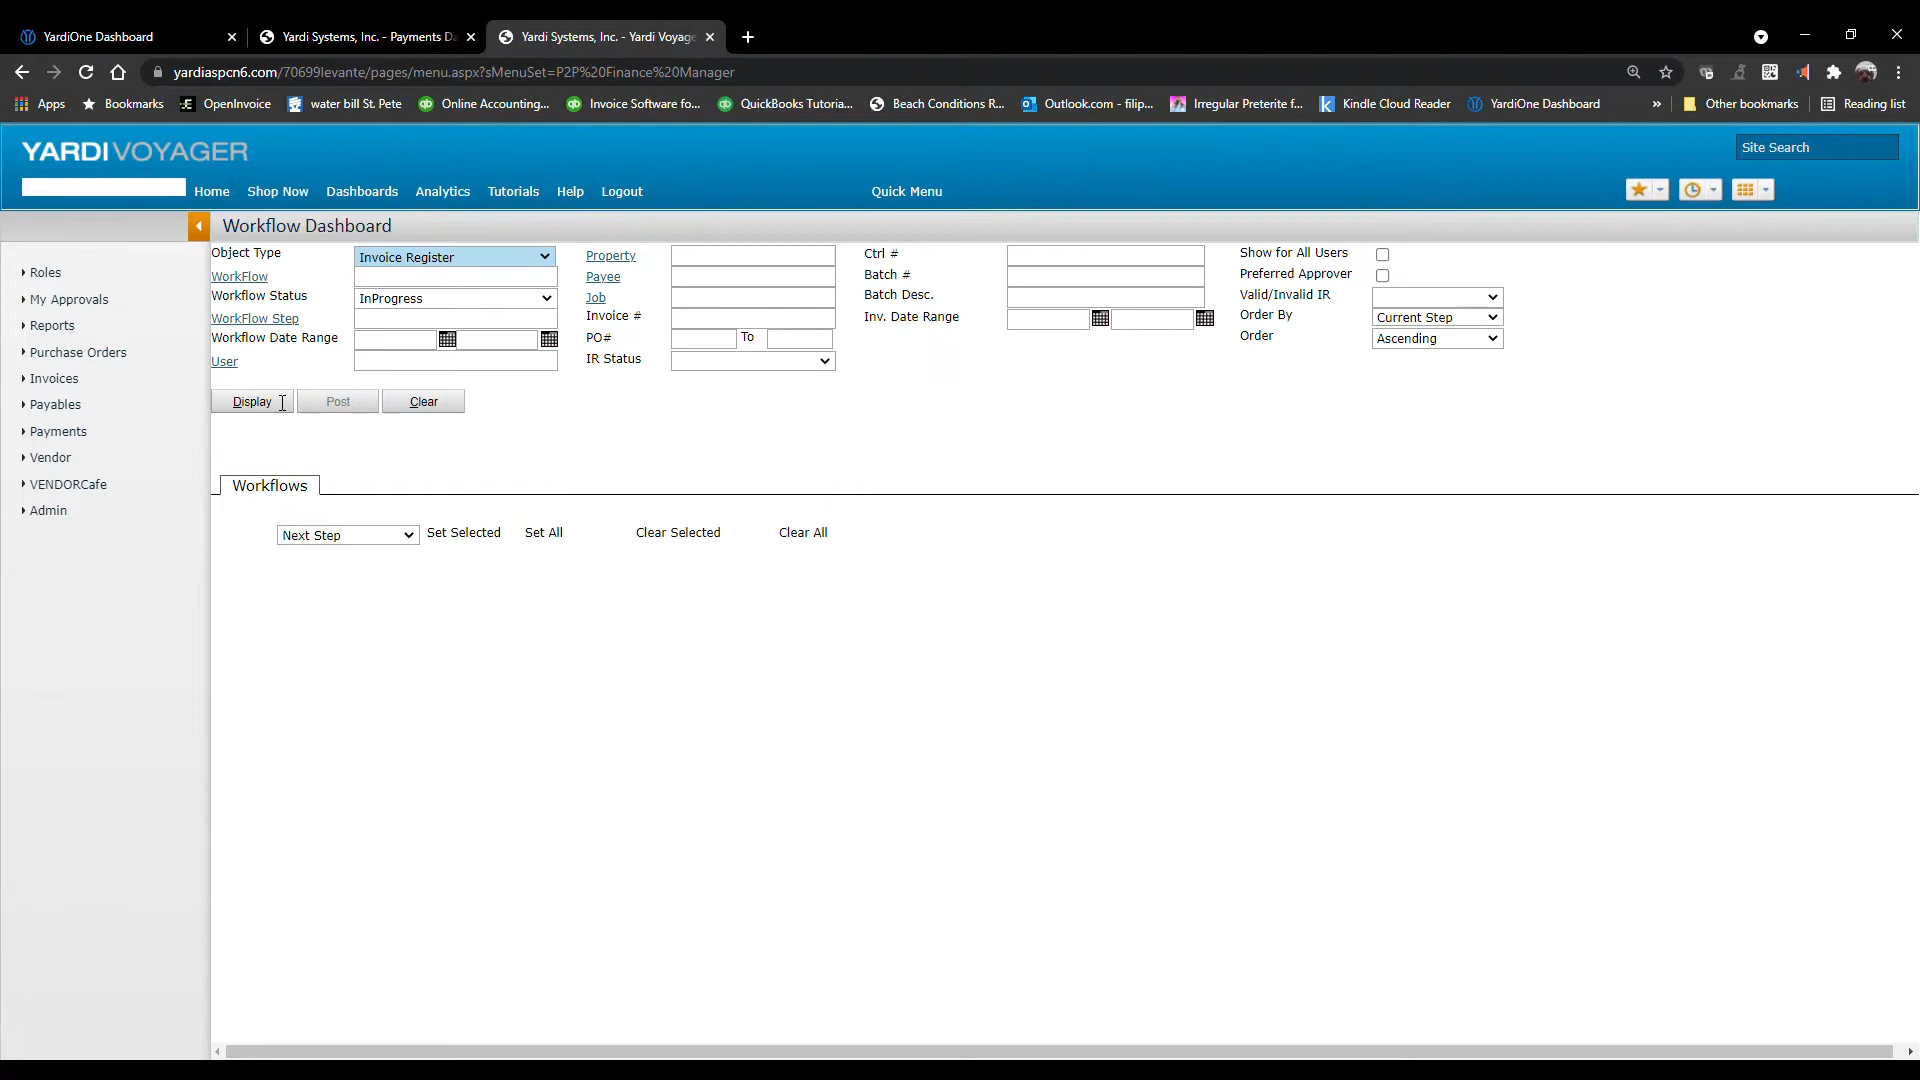 YardiOne Dashboard
Yardi Systems, Inc. - Payments Da
Yardi Systems, Inc. - Yardi Voyage
yardiaspcn6.com/70699levante/pages/menu.aspx?sMenuSet=P2P%20Finance%20Manager
Apps
Bookmarks
OpenInvoice
water bill St. Pete
Online Accounting...
Invoice Software fo...
QuickBooks Tutoria...
Beach Conditions R...
Outlook.com - filip...
Irregular Preterite f...
Kindle Cloud Reader
YardiOne Dashboard
»
Other bookmarks
Reading list
YARDI VOYAGER
Site Search
Home
Shop Now
Dashboards
Analytics
Tutorials
Help
Logout
Quick Menu
Workflow Dashboard
Roles
My Approvals
Reports
Purchase Orders
Invoices
Payables
Payments
Vendor
VENDORCafe
Admin
Object Type
Invoice Register
WorkFlow
Workflow Status
InProgress
WorkFlow Step
Workflow Date Range
User
Property
Payee
Job
Invoice #
PO#
To
IR Status
Ctrl #
Batch #
Batch Desc.
Inv. Date Range
Show for All Users
Preferred Approver
Valid/Invalid IR
Order By
Current Step
Order
Ascending
Display
Post
Clear
Workflows
Next Step
Set Selected
Set All
Clear Selected
Clear All